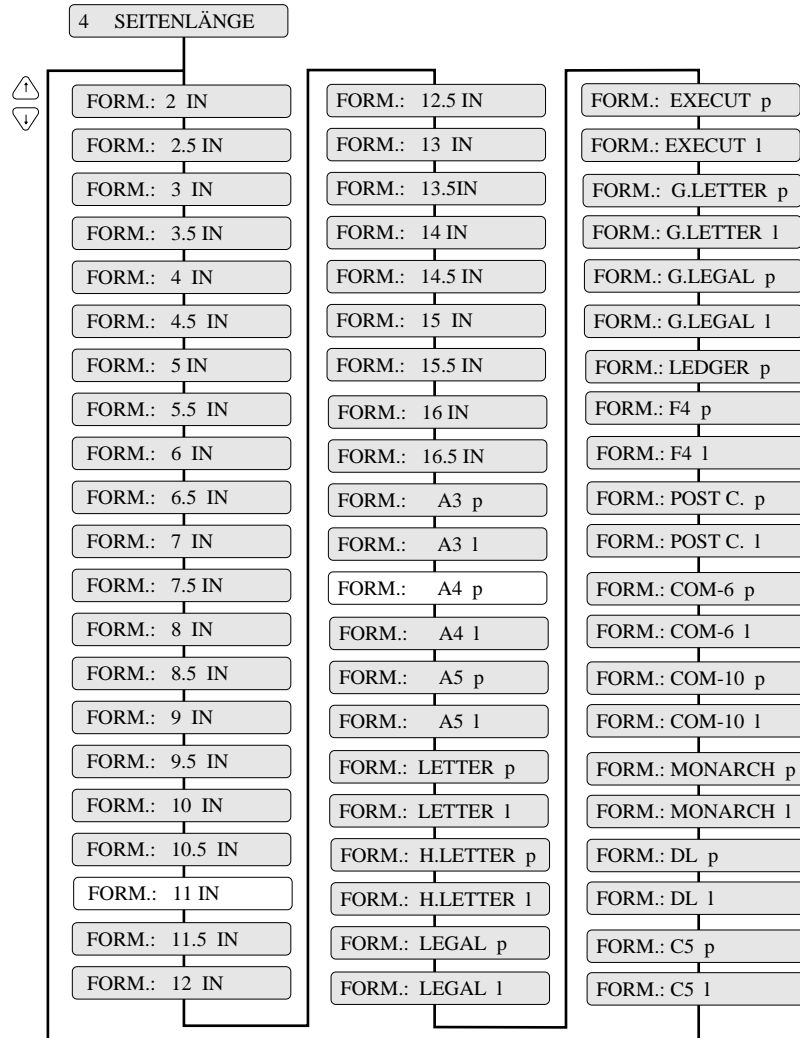 4 SEITENLÄNGE
FORM.: 2 IN
FORM.: 2.5 IN
FORM.: 3 IN
FORM.: 3.5 IN
FORM.: 4 IN
FORM.: 4.5 IN
FORM.: 5 IN
FORM.: 5.5 IN
FORM.: 6 IN
FORM.: 6.5 IN
FORM.: 7 IN
FORM.: 7.5 IN
FORM.: 8 IN
FORM.: 8.5 IN
FORM.: 9 IN
FORM.: 9.5 IN
FORM.: 10 IN
FORM.: 10.5 IN
FORM.: 11 IN
FORM.: 11.5 IN
FORM.: 12 IN
FORM.: 12.5 IN
FORM.: 13 IN
FORM.: 13.5IN
FORM.: 14 IN
FORM.: 14.5 IN
FORM.: 15 IN
FORM.: 15.5 IN
FORM.: 16 IN
FORM.: 16.5 IN
FORM.: A3 p
FORM.: A3 l
FORM.: A4 p
FORM.: A4 l
FORM.: A5 p
FORM.: A5 l
FORM.: LETTER p
FORM.: LETTER l
FORM.: H.LETTER p
FORM.: H.LETTER l
FORM.: LEGAL p
FORM.: LEGAL l
FORM.: EXECUT p
FORM.: EXECUT l
FORM.: G.LETTER p
FORM.: G.LETTER l
FORM.: G.LEGAL p
FORM.: G.LEGAL l
FORM.: LEDGER p
FORM.: F4 p
FORM.: F4 l
FORM.: POST C. p
FORM.: POST C. l
FORM.: COM-6 p
FORM.: COM-6 l
FORM.: COM-10 p
FORM.: COM-10 l
FORM.: MONARCH p
FORM.: MONARCH l
FORM.: DL p
FORM.: DL l
FORM.: C5 p
FORM.: C5 l